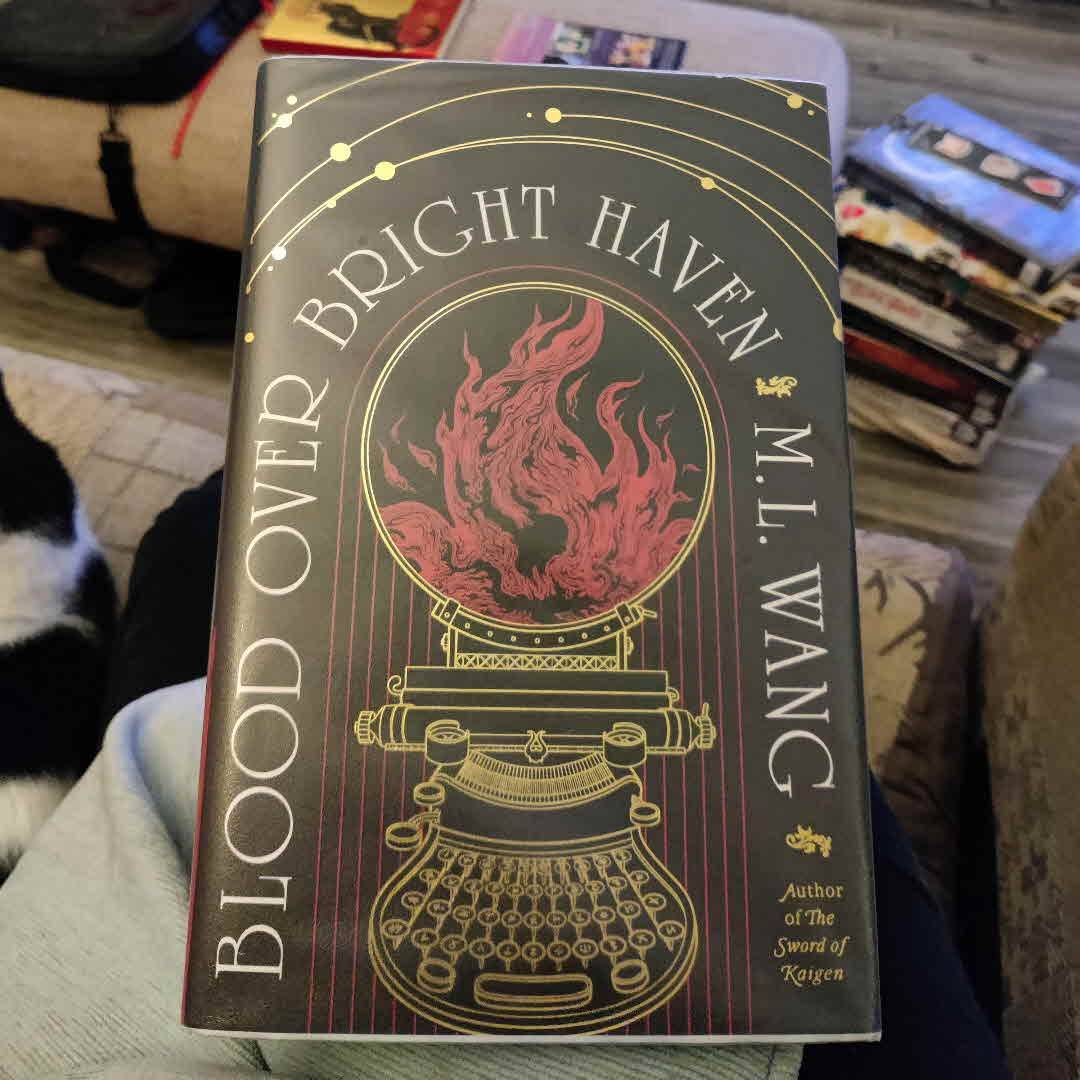 BLOOD OVER BRIGHT HAVEN
M. L. WANG
Author
of The
Sword of
Kaigen